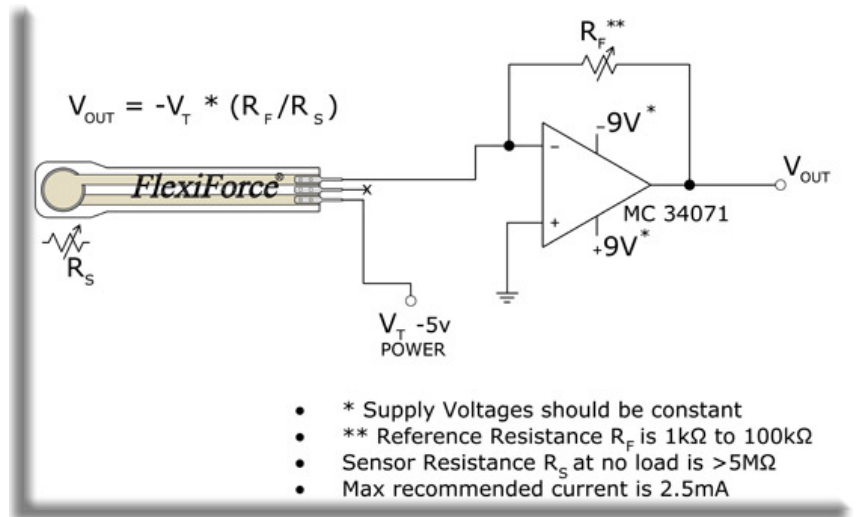 R_F **
V_OUT = -V_T * (R_F/R_S)
-9V *
FlexiForce®
-
V_OUT
MC 34071
+
+9V *
R_S
V_T -5v
POWER
• * Supply Voltages should be constant
• ** Reference Resistance R_F is 1kΩ to 100kΩ
• Sensor Resistance R_S at no load is >5MΩ
• Max recommended current is 2.5mA